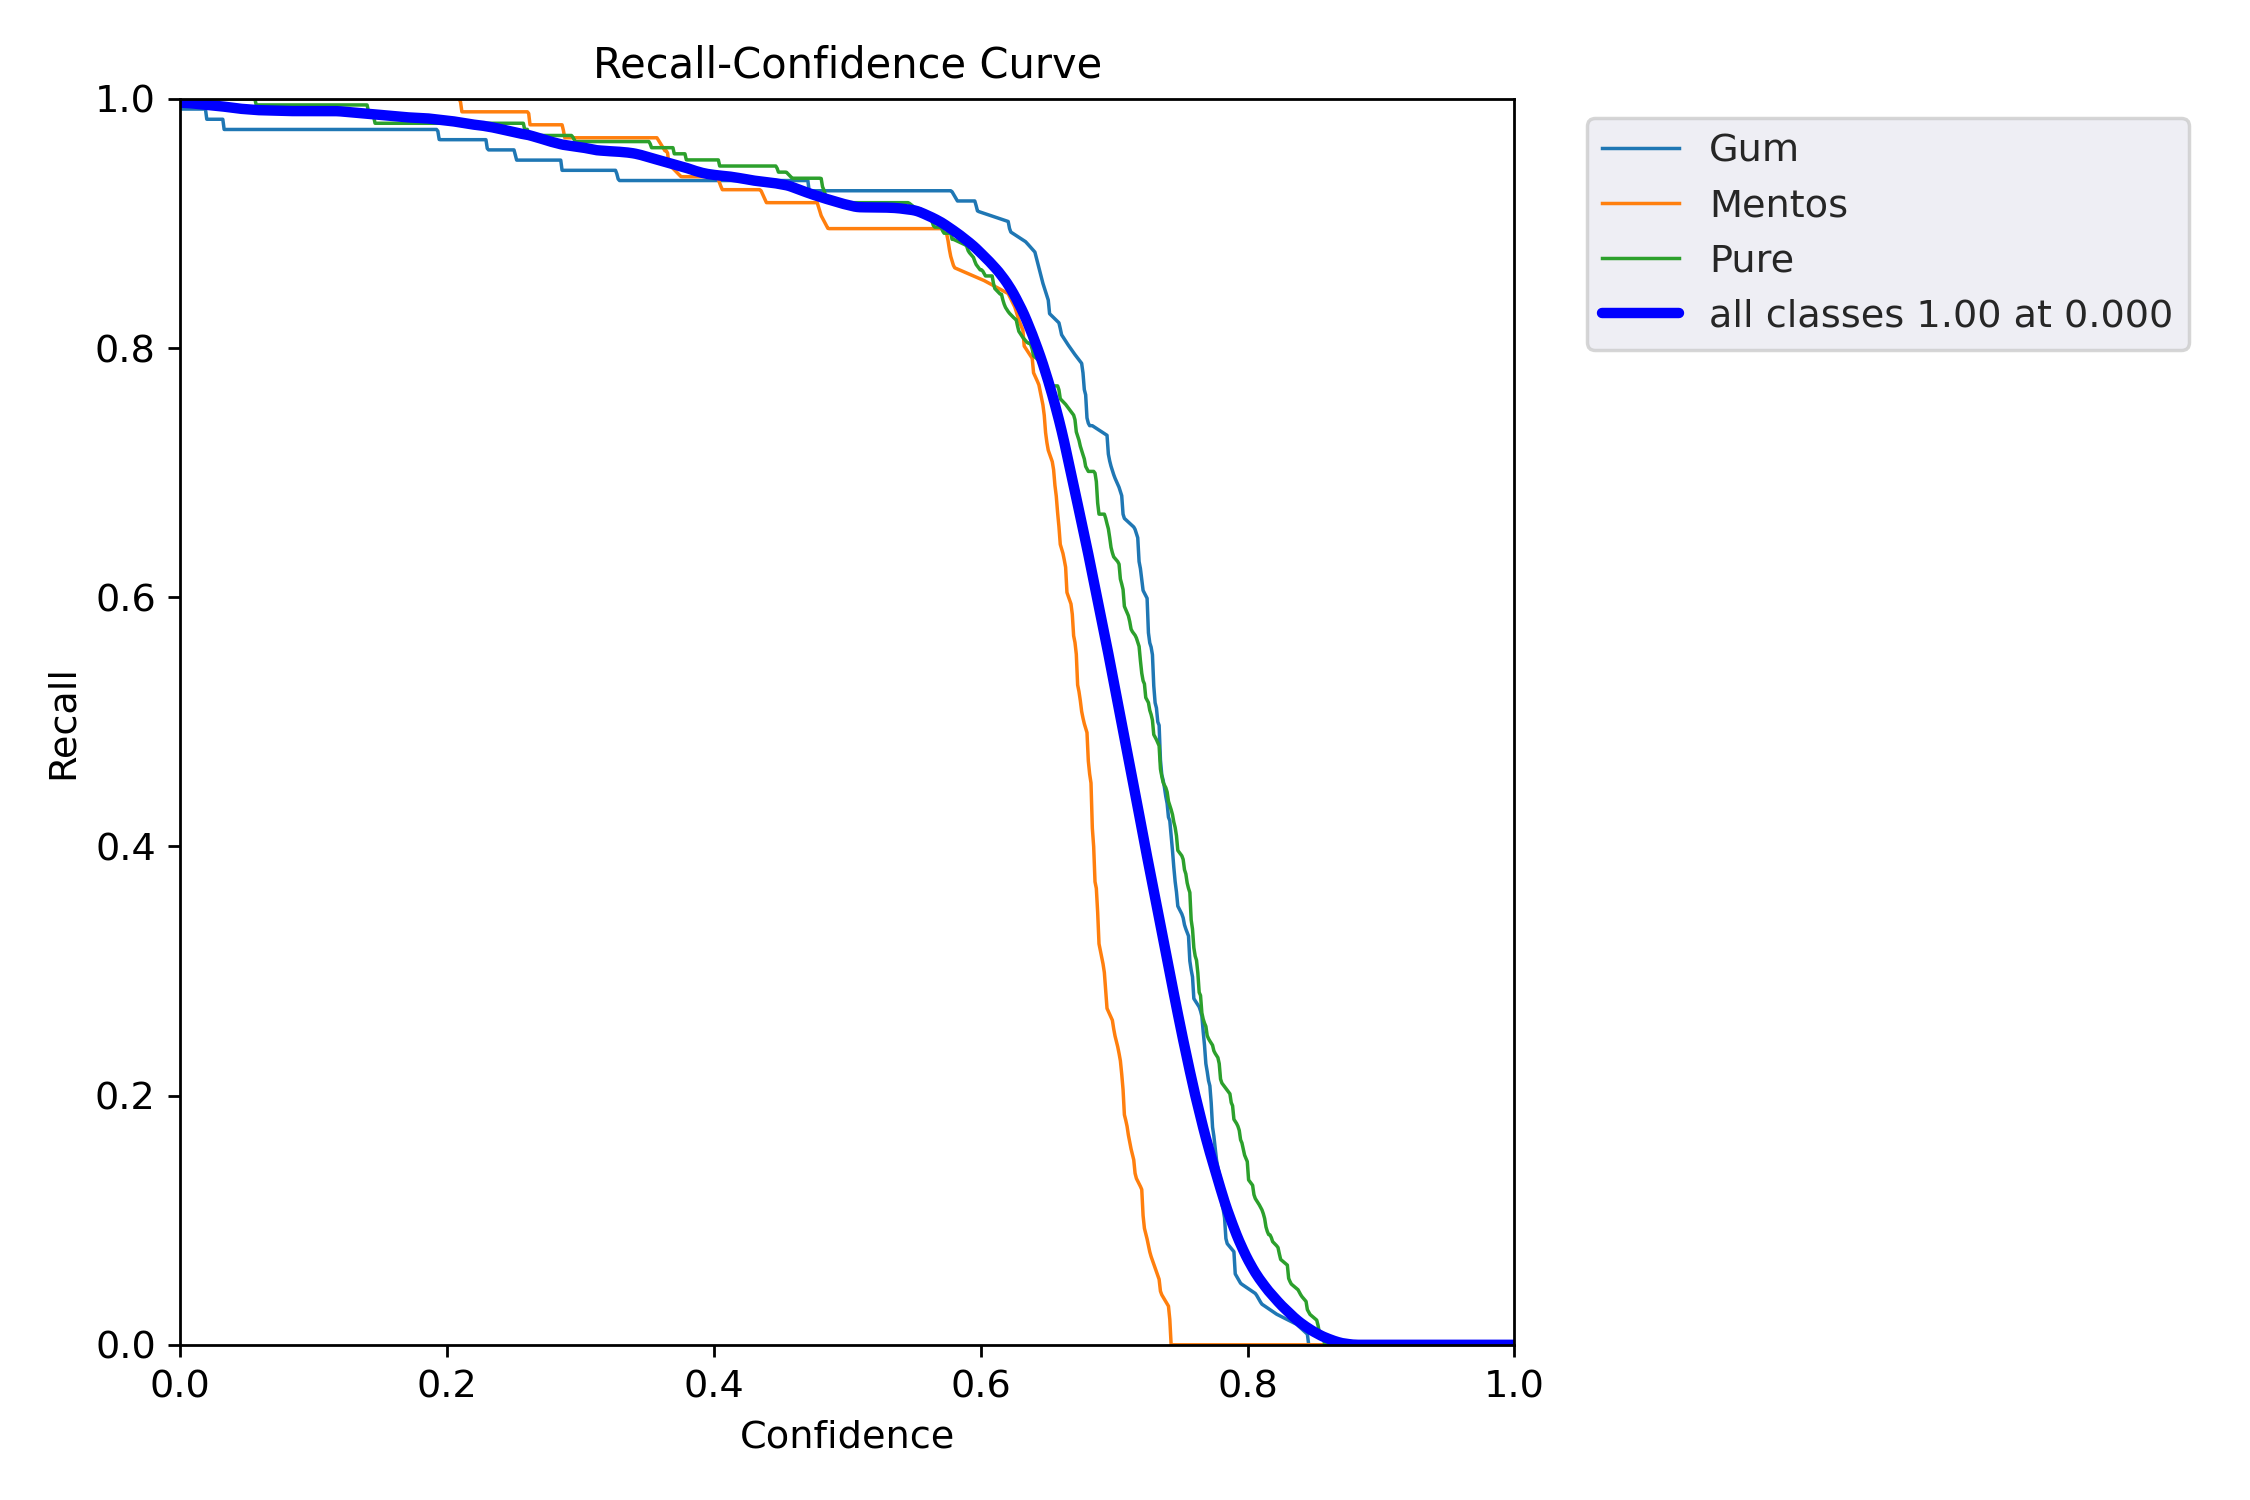 Recall-Confidence Curve
1.0
0.8
0.6
0.4
0.2
0.0
Recall
0.0 0.2 0.4 0.6 0.8 1.0
Confidence
Gum
Mentos
Pure
all classes 1.00 at 0.000